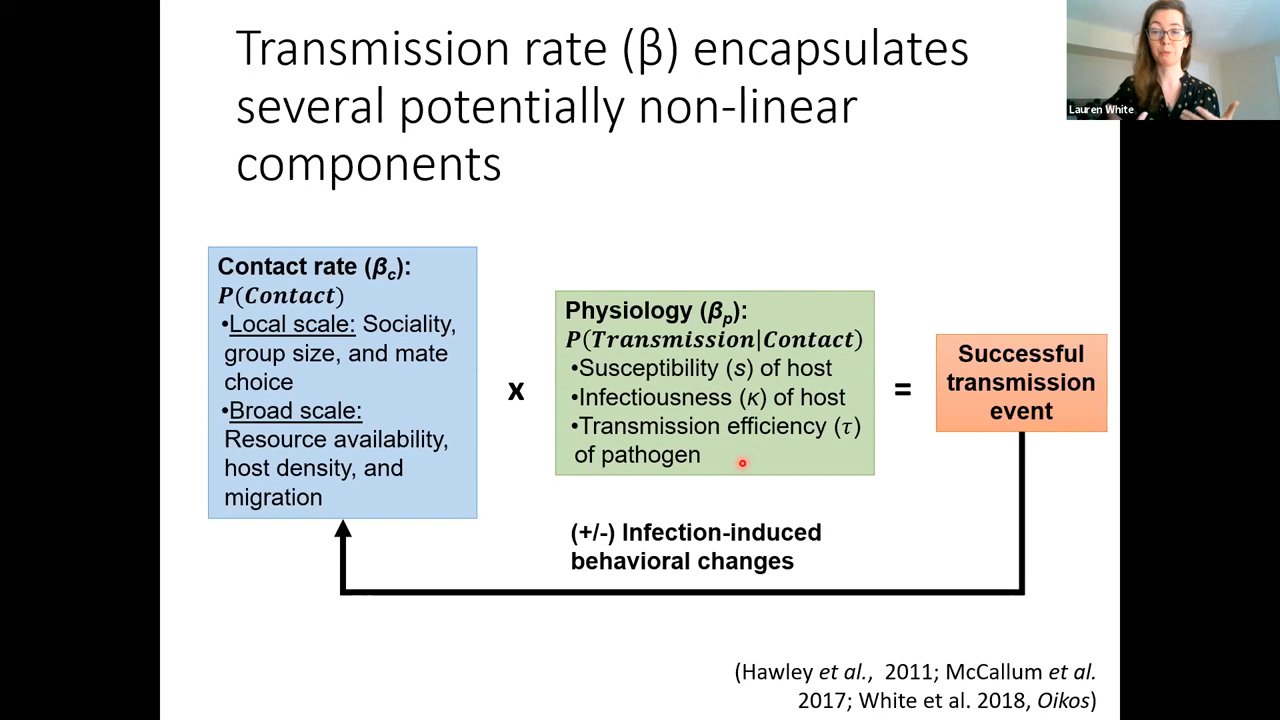 Transmission rate (β) encapsulates
several potentially non-linear
components
Lauren White
Contact rate (βc):
P(Contact)
•Local scale: Sociality,
group size, and mate
choice
•Broad scale:
Resource availability,
host density, and
migration
x
Physiology (βp):
P(Transmission|Contact)
•Susceptibility (s) of host
•Infectiousness (κ) of host
•Transmission efficiency (τ)
of pathogen
=
Successful
transmission
event
(+/-) Infection-induced
behavioral changes
(Hawley et al., 2011; McCallum et al.
2017; White et al. 2018, Oikos)